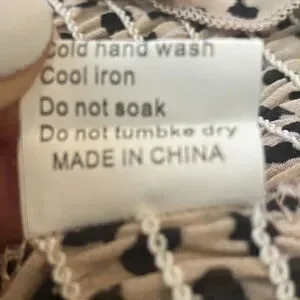 Cold hand wash
Cool iron
Do not soak
Do not tumbke dry
MADE IN CHINA